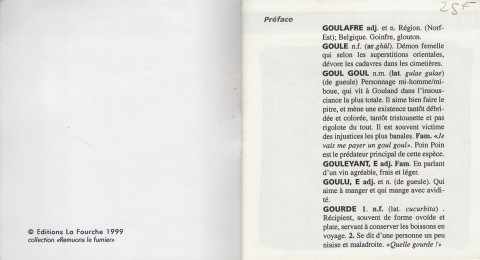 © Editions La Fourche 1999
collection «Remuons le fumier»
25F
Préface
GOULAFRE adj. et n. Région. (Norf-
Est); Belgique. Goinfre, glouton.
GOULE n.f. (ar.ghûl). Démon femelle
qui selon les superstitions orientales,
dévore les cadavres dans les cimetières.
GOUL GOUL n.m. (lat. gulae gulae)
(de gueule) Personnage mi-homme/mi-
boue, qui vit à Gouland dans l'insous-
ciance la plus totale. Il aime bien faire le
pitre, et mène une existence tantôt débri-
dée et colorée, tantôt tristounette et pas
rigolote du tout. Il est souvent victime
des injustices les plus banales. Fam. «Je
vais me payer un goul goul». Poin Poin
est le prédateur principal de cette espèce.
GOULEYANT, E adj. Fam. En parlant
d'un vin agréable, frais et léger.
GOULU, E adj. et n. (de gueule). Qui
aime à manger et qui mange avec avidi-
té.
GOURDE 1. n.f. (lat. cucurbita) .
Récipient, souvent de forme ovoïde et
plate, servant à conserver les boissons en
voyage. 2. Se dit d'une personne un peu
niaise et maladroite. «Quelle gourde !»